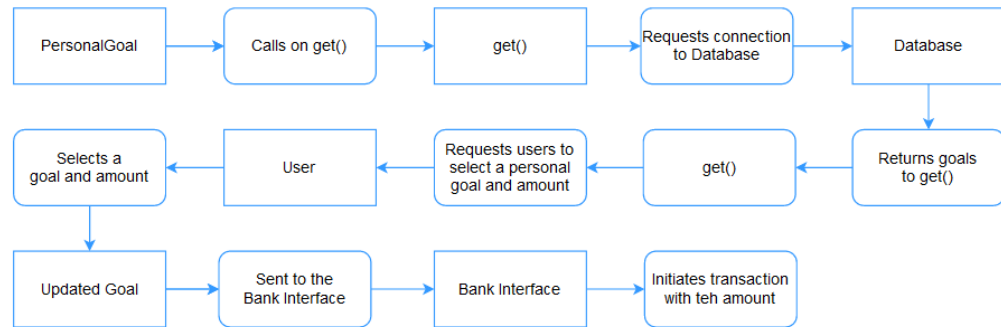 PersonalGoal
Calls on get()
get()
Requests connection
to Database
Database
Selects a
goal and amount
User
Requests users to
select a personal
goal and amount
get()
Returns goals
to get()
Updated Goal
Sent to the
Bank Interface
Bank Interface
Initiates transaction
with teh amount